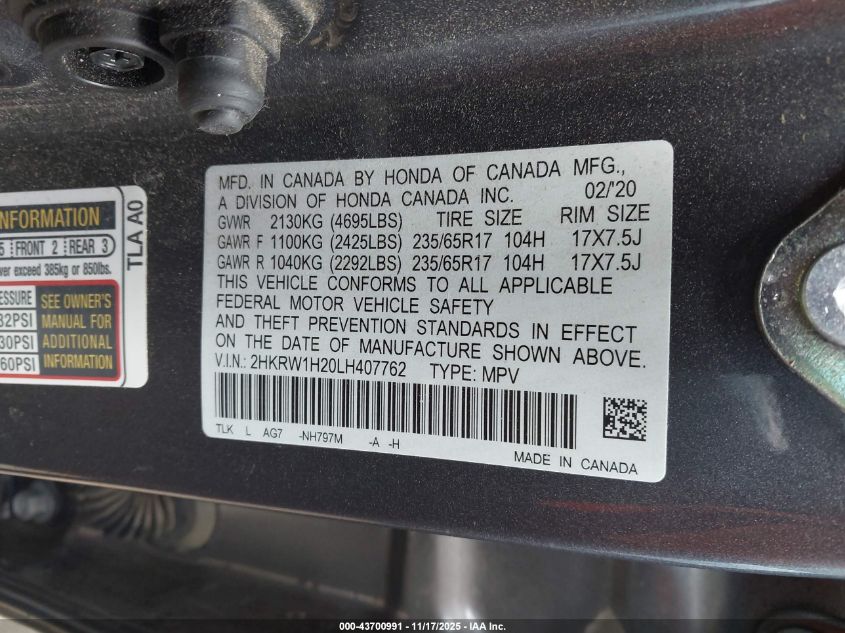 INFORMATION
5 FRONT 2 REAR 3
exceed 385kg or 850lbs.
SEE OWNER'S
32PSI MANUAL FOR
30PSI ADDITIONAL
60PSI INFORMATION
TLA A0
MFD. IN CANADA BY HONDA OF CANADA MFG.,
A DIVISION OF HONDA CANADA INC. 02/'20
GVWR 2130KG (4695LBS) TIRE SIZE RIM SIZE
GAWR F 1100KG (2425LBS) 235/65R17 104H 17X7.5J
GAWR R 1040KG (2292LBS) 235/65R17 104H 17X7.5J
THIS VEHICLE CONFORMS TO ALL APPLICABLE
FEDERAL MOTOR VEHICLE SAFETY
AND THEFT PREVENTION STANDARDS IN EFFECT
ON THE DATE OF MANUFACTURE SHOWN ABOVE.
V.I.N.: 2HKRW1H20LH407762 TYPE: MPV
TLK L AG7 -NH797M -A -H
MADE IN CANADA
000-43700991 - 11/17/2025 - IAA Inc.